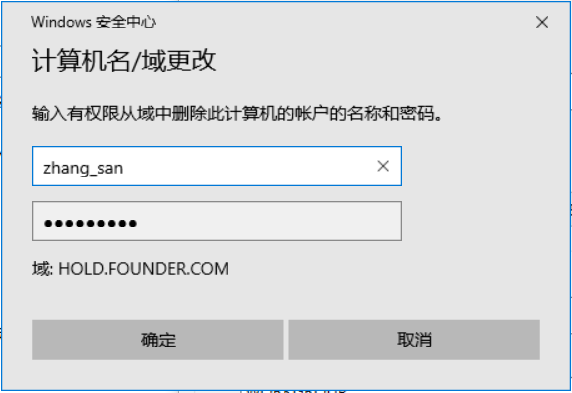 Windows 安全中心
计算机名/域更改
输入有权限从域中删除此计算机的帐户的名称和密码。
zhang_san
●●●●●●●●●
域: HOLD.FOUNDER.COM
确定
取消